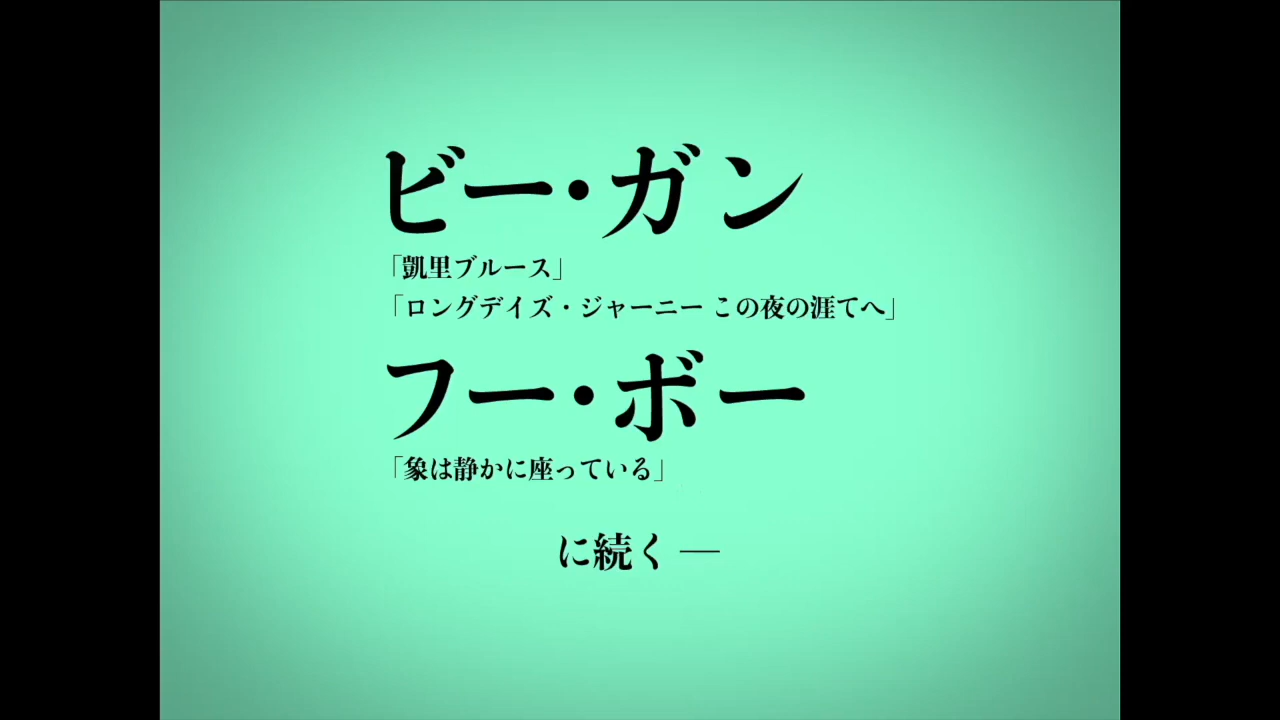 ビー・ガン
「凱里ブルース」
「ロングデイズ・ジャーニー この夜の涯てへ」
フー・ボー
「象は静かに座っている」
に続く ―